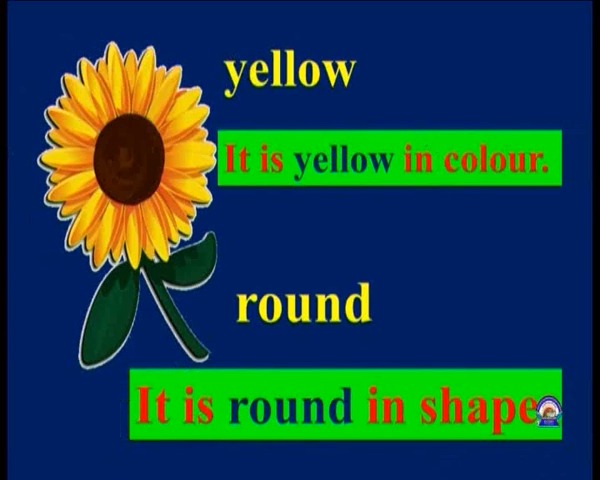 yellow
It is yellow in colour.
round
It is round in shape